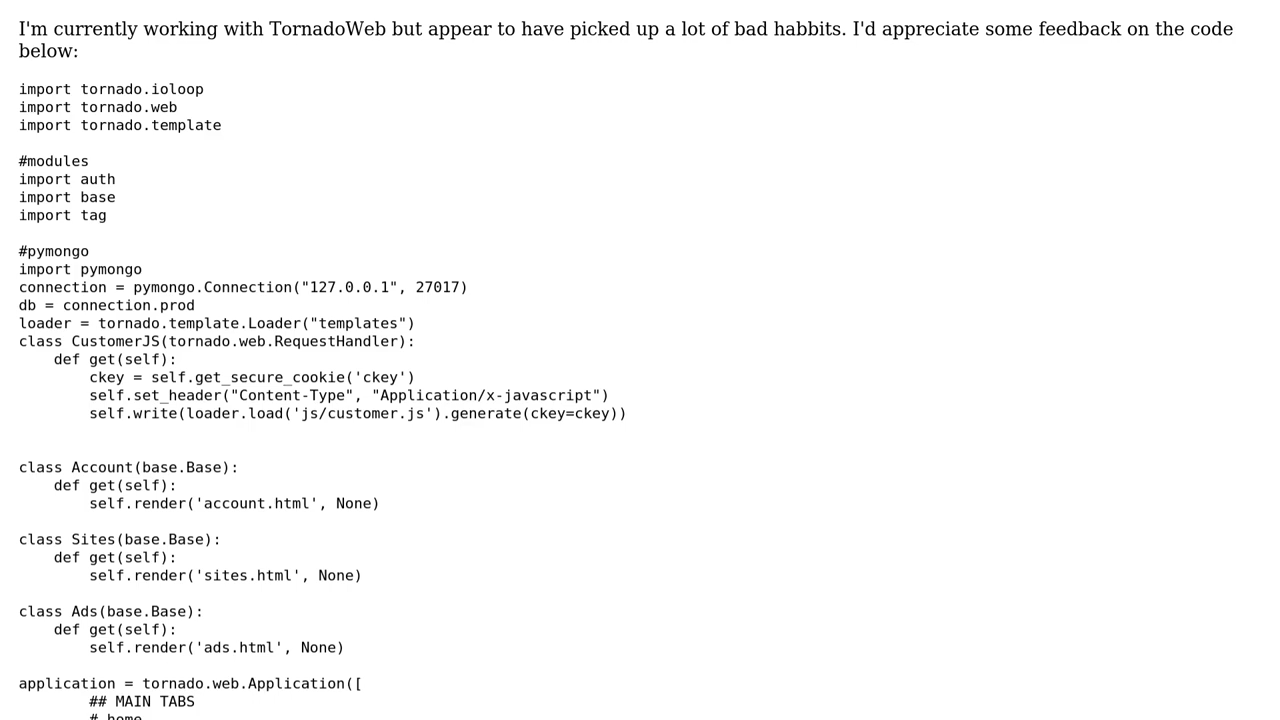 I'm currently working with TornadoWeb but appear to have picked up a lot of bad habbits. I'd appreciate some feedback on the code
below:
import tornado.ioloop
import tornado.web
import tornado.template
#modules
import auth
import base
import tag
#pymongo
import pymongo
connection = pymongo.Connection("127.0.0.1", 27017)
db = connection.prod
loader = tornado.template.Loader("templates")
class CustomerJS(tornado.web.RequestHandler):
    def get(self):
        ckey = self.get_secure_cookie('ckey')
        self.set_header("Content-Type", "Application/x-javascript")
        self.write(loader.load('js/customer.js').generate(ckey=ckey))
class Account(base.Base):
    def get(self):
        self.render('account.html', None)
class Sites(base.Base):
    def get(self):
        self.render('sites.html', None)
class Ads(base.Base):
    def get(self):
        self.render('ads.html', None)
application = tornado.web.Application([
        ## MAIN TABS
        # home